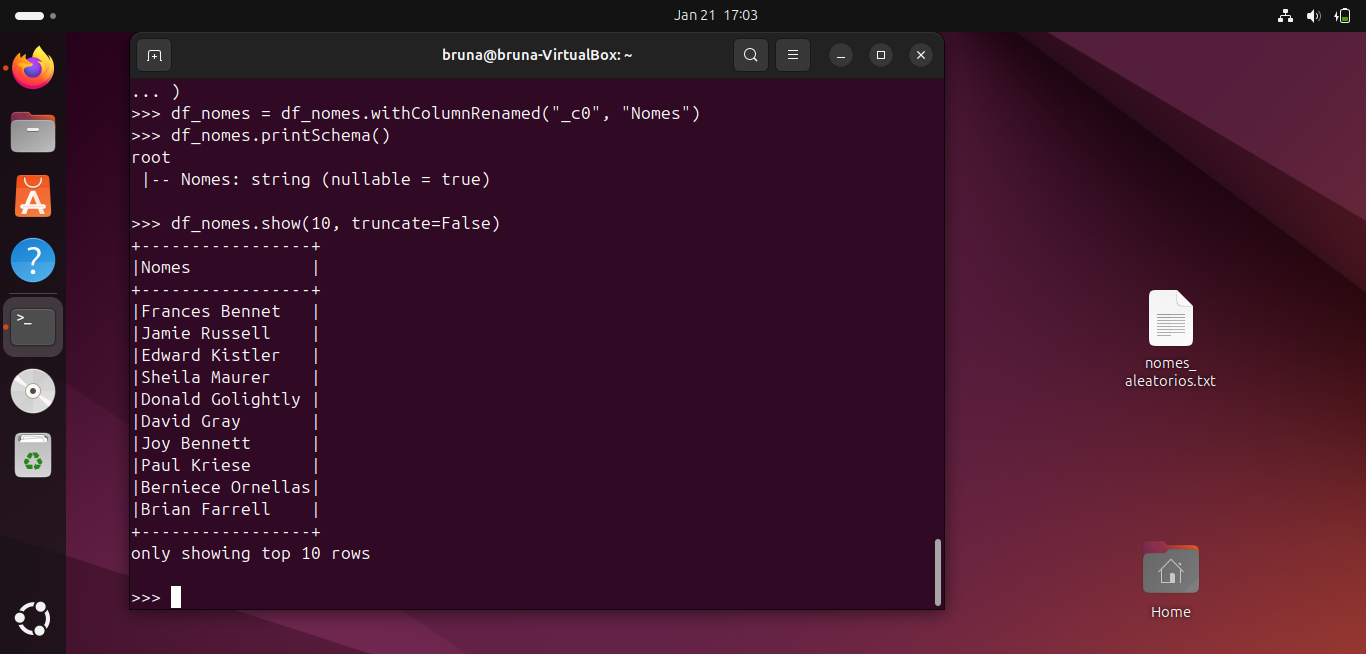 Jan 21 17:03
bruna@bruna-VirtualBox: ~
... )
>>> df_nomes = df_nomes.withColumnRenamed("_c0", "Nomes")
>>> df_nomes.printSchema()
root
 |-- Nomes: string (nullable = true)
>>> df_nomes.show(10, truncate=False)
+-----------------+
|Nomes            |
+-----------------+
|Frances Bennet   |
|Jamie Russell    |
|Edward Kistler   |
|Sheila Maurer    |
|Donald Golightly |
|David Gray       |
|Joy Bennett      |
|Paul Kriese      |
|Berniece Ornellas|
|Brian Farrell    |
+-----------------+
only showing top 10 rows
>>>
nomes_
aleatorios.txt
Home